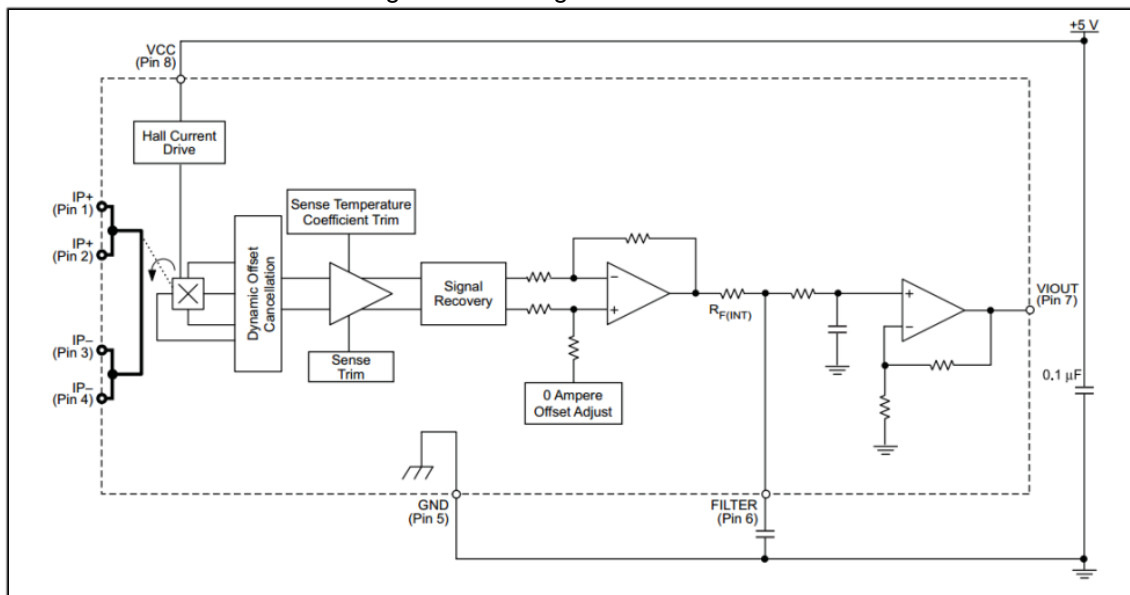 +5 V
VCC
(Pin 8)
Hall Current
Drive
IP+
(Pin 1)
IP+
(Pin 2)
IP–
(Pin 3)
IP–
(Pin 4)
Dynamic Offset
Cancellation
Sense Temperature
Coefficient Trim
Sense
Trim
Signal
Recovery
0 Ampere
Offset Adjust
–
+
RF(INT)
+
–
VIOUT
(Pin 7)
0.1 µF
GND
(Pin 5)
FILTER
(Pin 6)